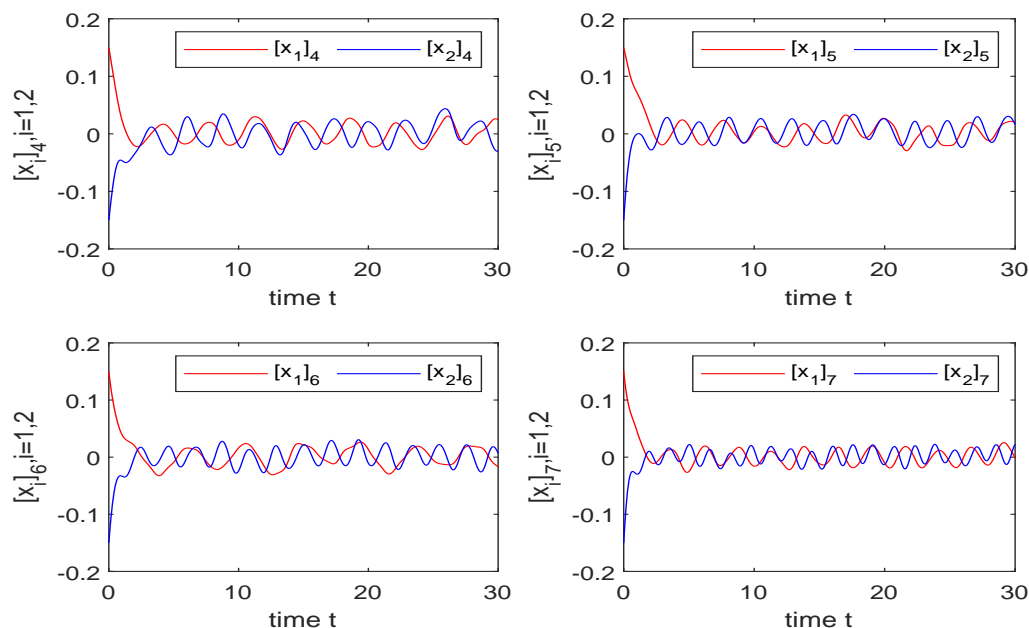 0.2
0.1
0
-0.1
-0.2
[x_i]_4,i=1,2
[x_1]_4 [x_2]_4
0 10 20 30
time t
0.2
0.1
0
-0.1
-0.2
[x_i]_5,i=1,2
[x_1]_5 [x_2]_5
0 10 20 30
time t
0.2
0.1
0
-0.1
-0.2
[x_i]_6,i=1,2
[x_1]_6 [x_2]_6
0 10 20 30
time t
0.2
0.1
0
-0.1
-0.2
[x_i]_7,i=1,2
[x_1]_7 [x_2]_7
0 10 20 30
time t